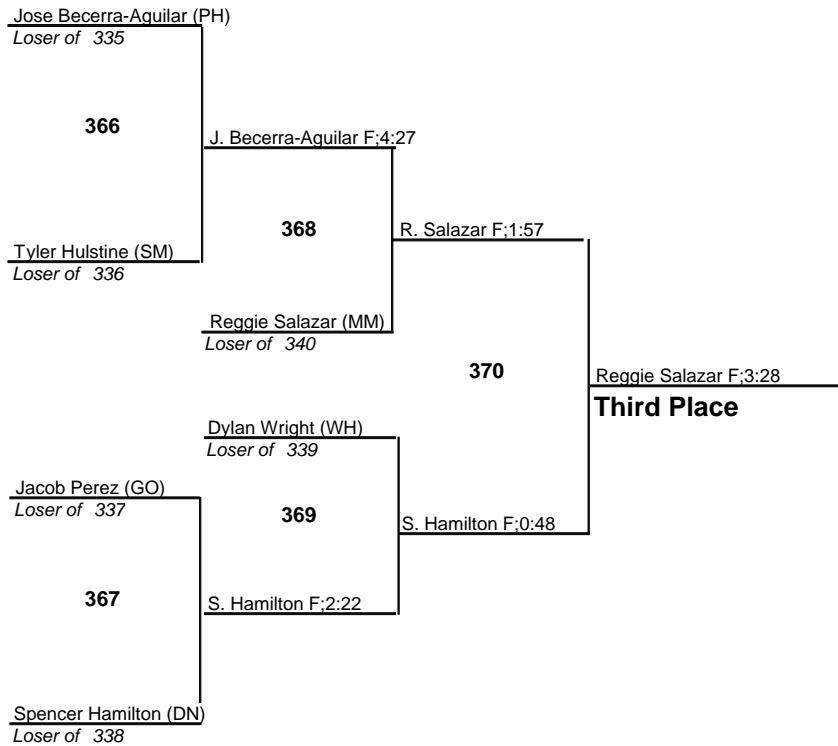 Jose Becerra-Aguilar (PH)
Loser of 335
366
J. Becerra-Aguilar F;4:27
368
R. Salazar F;1:57
Tyler Hulstine (SM)
Loser of 336
Reggie Salazar (MM)
Loser of 340
370
Reggie Salazar F;3:28
Third Place
Dylan Wright (WH)
Loser of 339
Jacob Perez (GO)
Loser of 337
369
S. Hamilton F;0:48
367
S. Hamilton F;2:22
Spencer Hamilton (DN)
Loser of 338